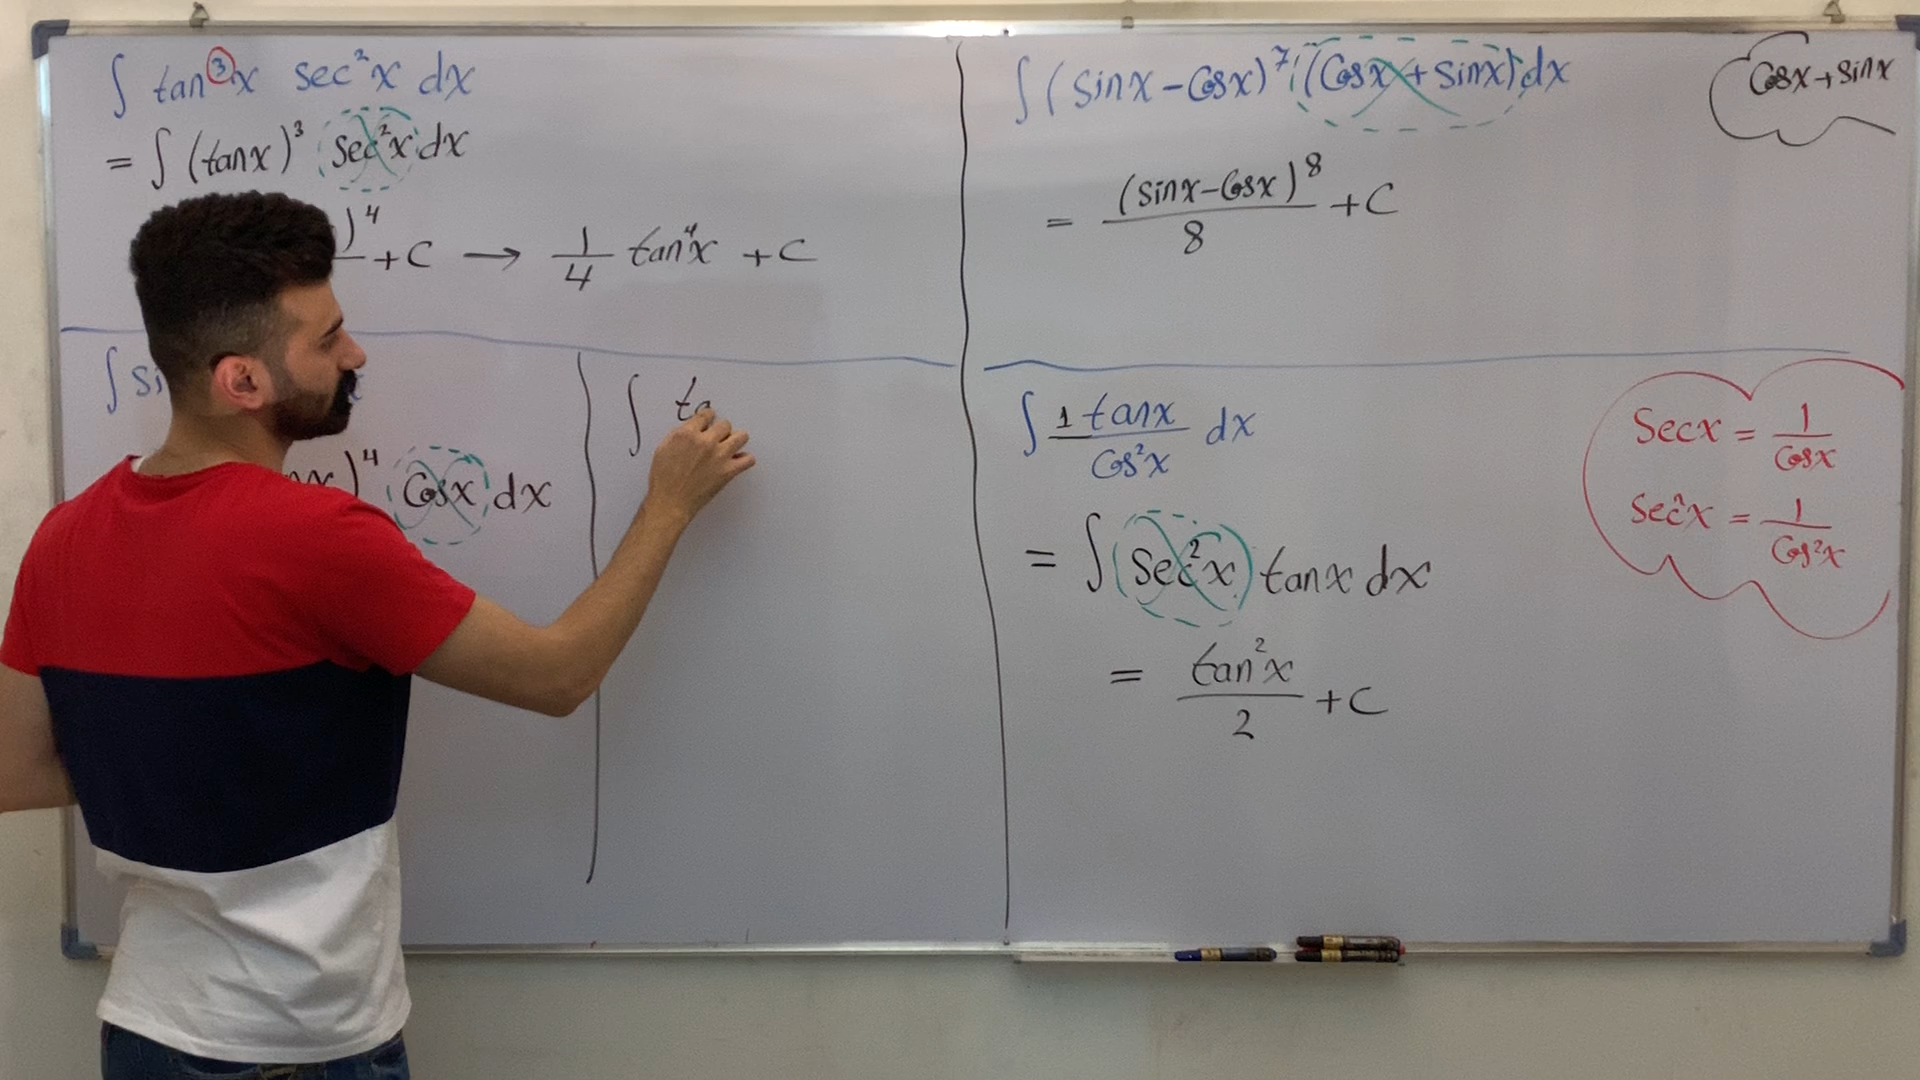 ∫ tan³x sec²x dx
= ∫ (tanx)³ sec²x dx
)⁴ + C → 1/4 tan⁴x + C
∫ si
)⁴ Cosx dx
∫ ta
∫ (sinx - Cosx)⁷ (Cosx + sinx) dx
Cosx + sinx
= (sinx - Cosx)⁸/8 + C
∫ 1 tanx/Cos²x dx
= ∫ Sec²x tanx dx
= tan²x/2 + C
Secx = 1/Cosx
Sec²x = 1/Cos²x